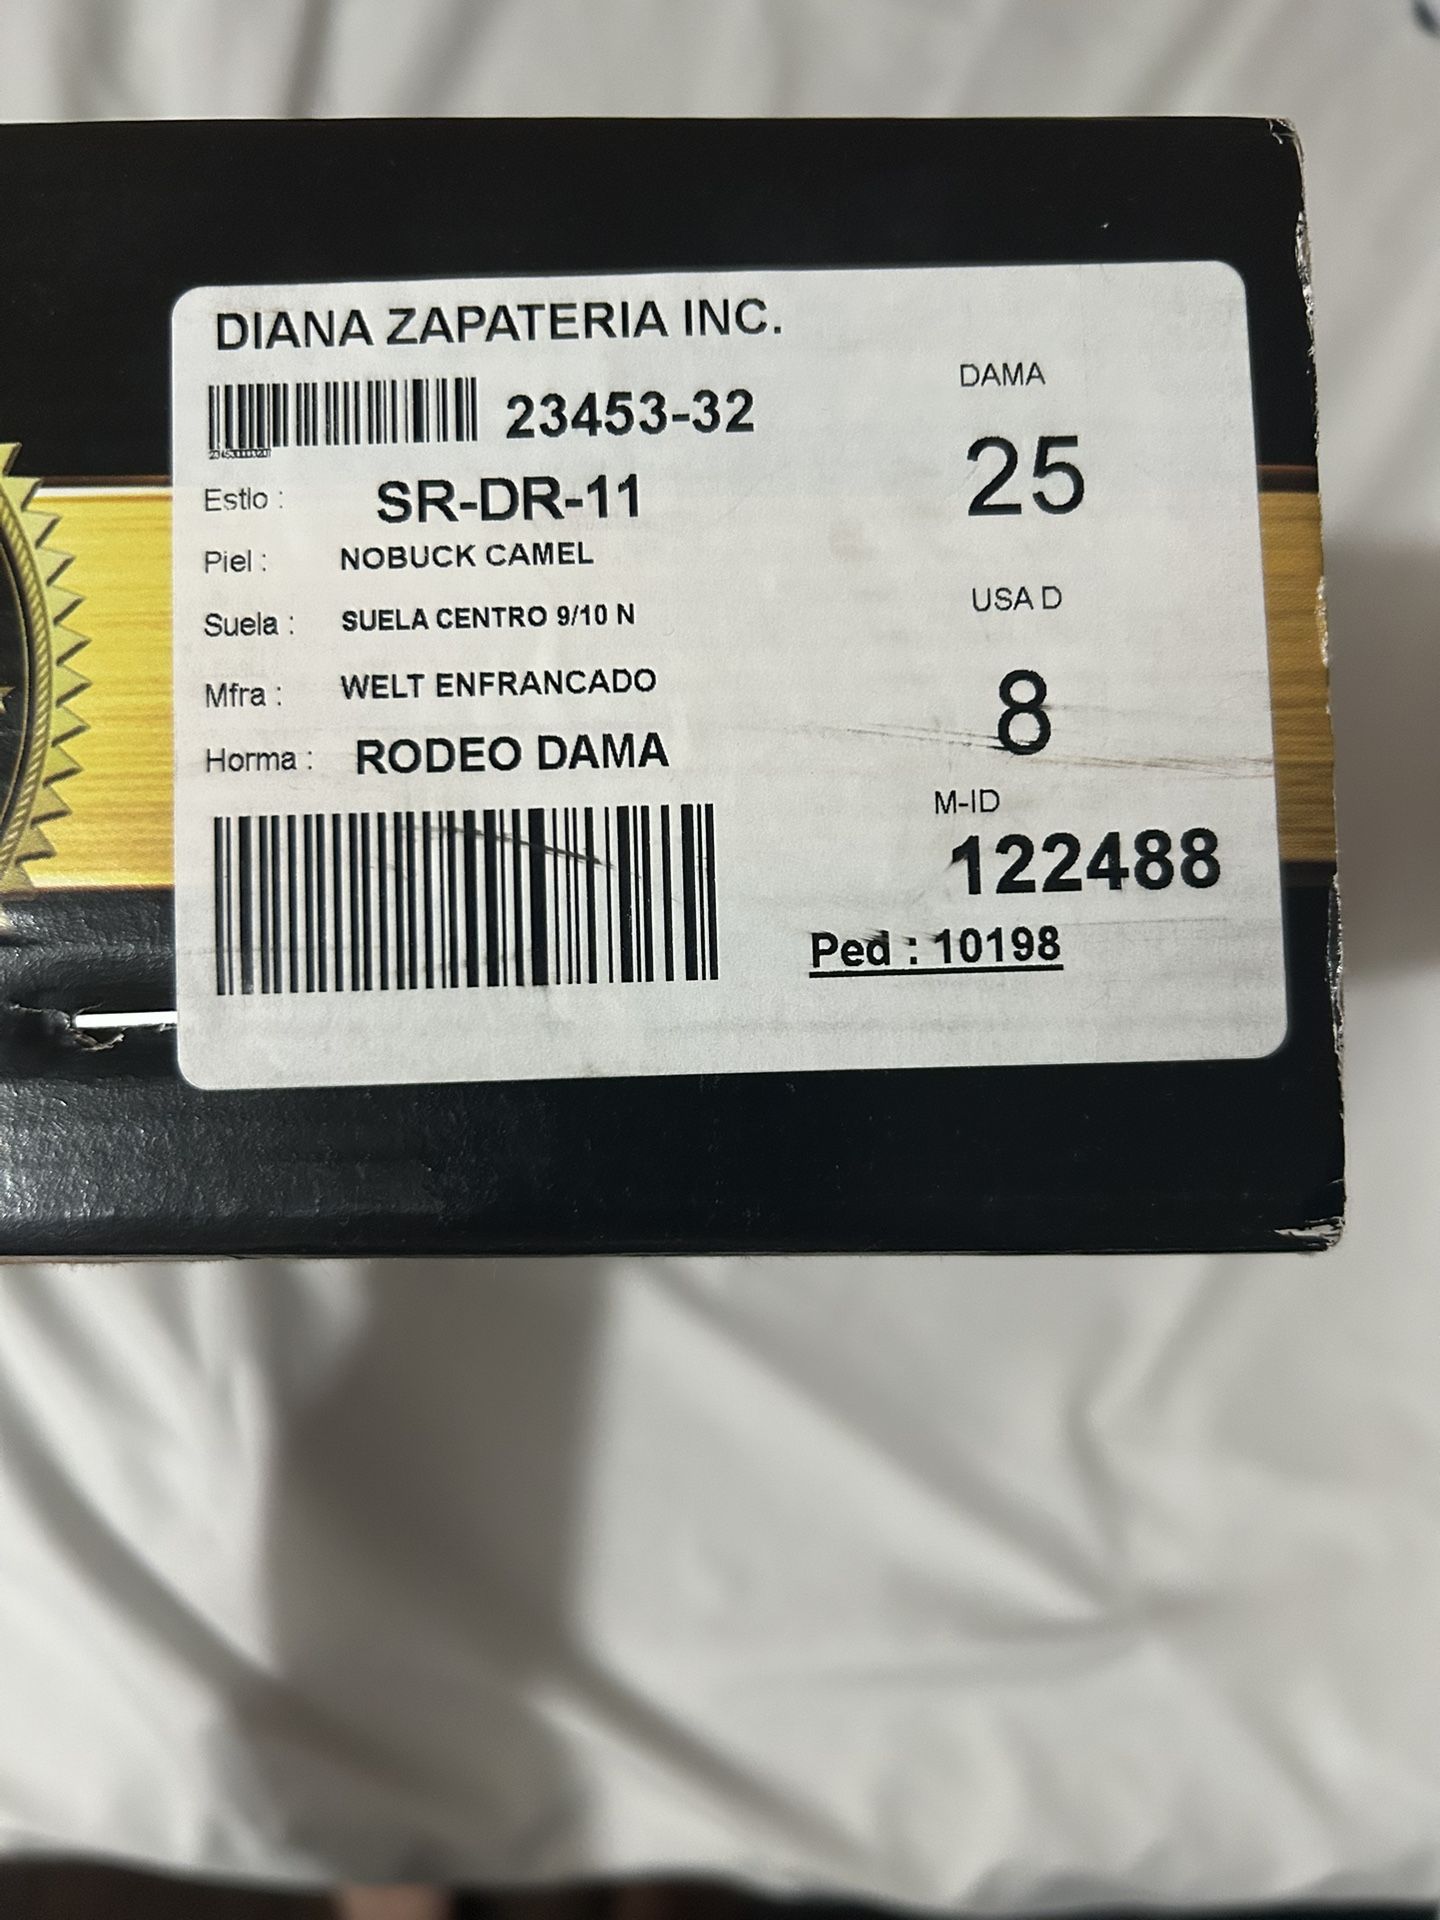 DIANA ZAPATERIA INC.
23453-32
Estlo :  SR-DR-11
Piel :  NOBUCK CAMEL
Suela :  SUELA CENTRO 9/10 N
Mfra :  WELT ENFRANCADO
Horma :  RODEO DAMA
DAMA
25
USA D
8
M-ID
122488
Ped : 10198